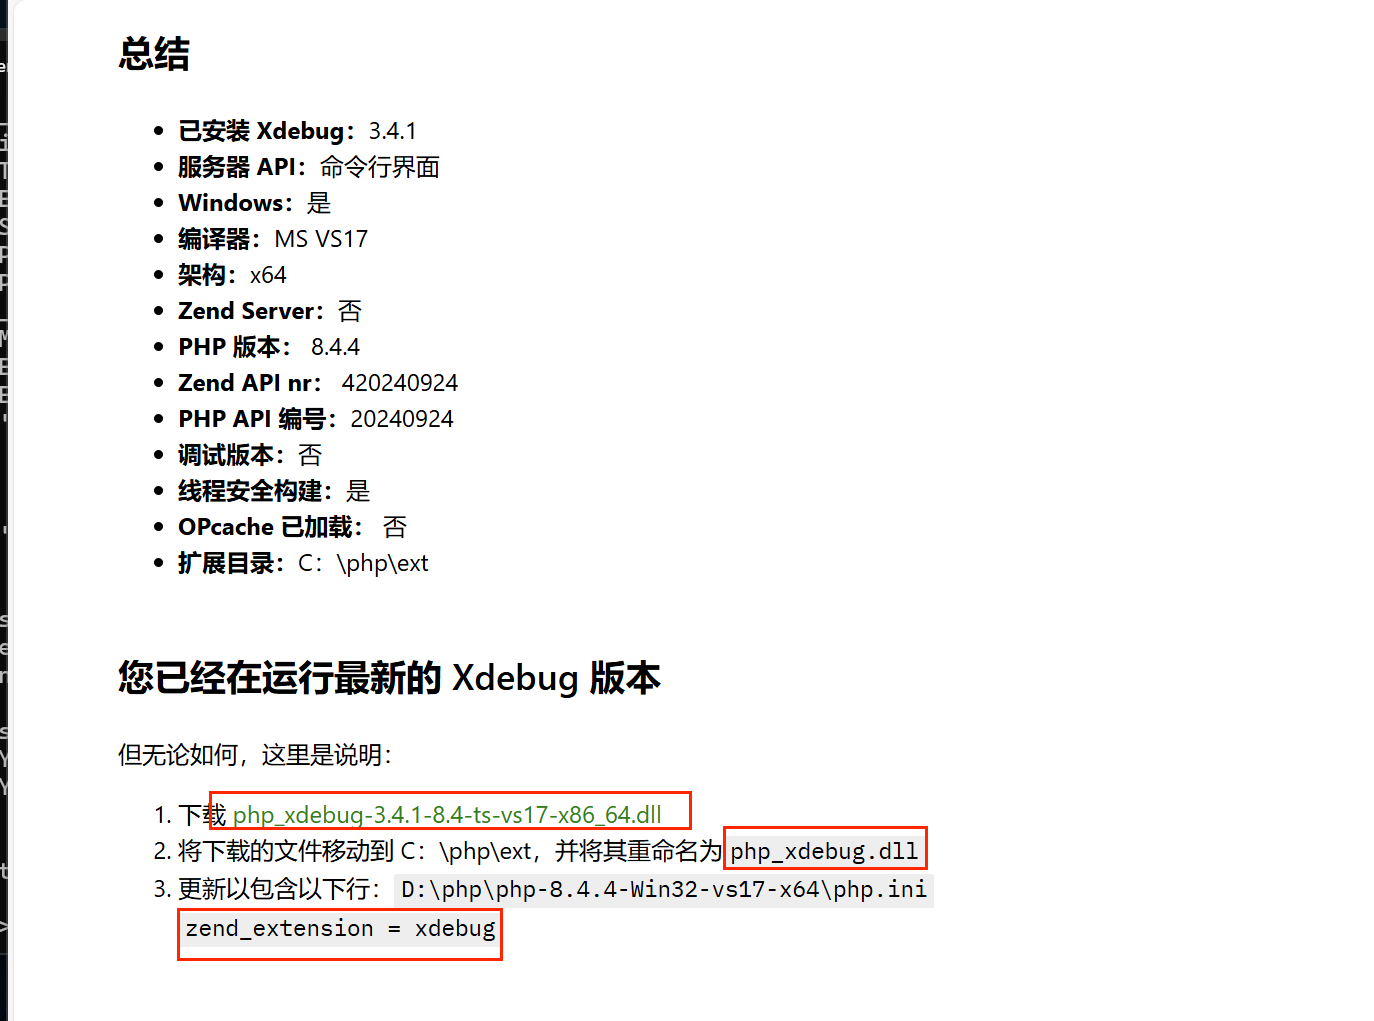 总结
已安装 Xdebug：3.4.1
服务器 API：命令行界面
Windows：是
编译器：MS VS17
架构：x64
Zend Server：否
PHP 版本： 8.4.4
Zend API nr： 420240924
PHP API 编号：20240924
调试版本：否
线程安全构建：是
OPcache 已加载： 否
扩展目录：C：\php\ext
您已经在运行最新的 Xdebug 版本
但无论如何，这里是说明：
1. 下载 php_xdebug-3.4.1-8.4-ts-vs17-x86_64.dll
2. 将下载的文件移动到 C：\php\ext，并将其重命名为 php_xdebug.dll
3. 更新以包含以下行： D:\php\php-8.4.4-Win32-vs17-x64\php.ini
zend_extension = xdebug